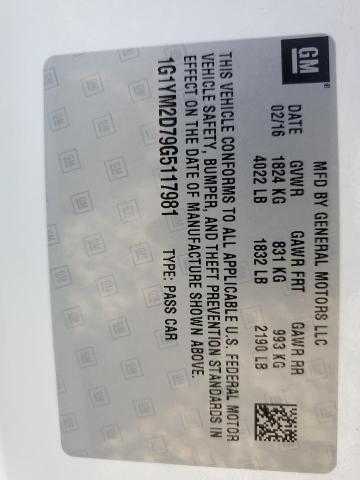 GM
MFD BY GENERAL MOTORS LLC
DATE GVWR GAWR FRT GAWR RR
02/16 1824 KG 831 KG 993 KG
4022 LB 1832 LB 2190 LB
THIS VEHICLE CONFORMS TO ALL APPLICABLE U.S. FEDERAL MOTOR
VEHICLE SAFETY, BUMPER, AND THEFT PREVENTION STANDARDS IN
EFFECT ON THE DATE OF MANUFACTURE SHOWN ABOVE.
1G1YM2D79G5117981 TYPE: PASS CAR